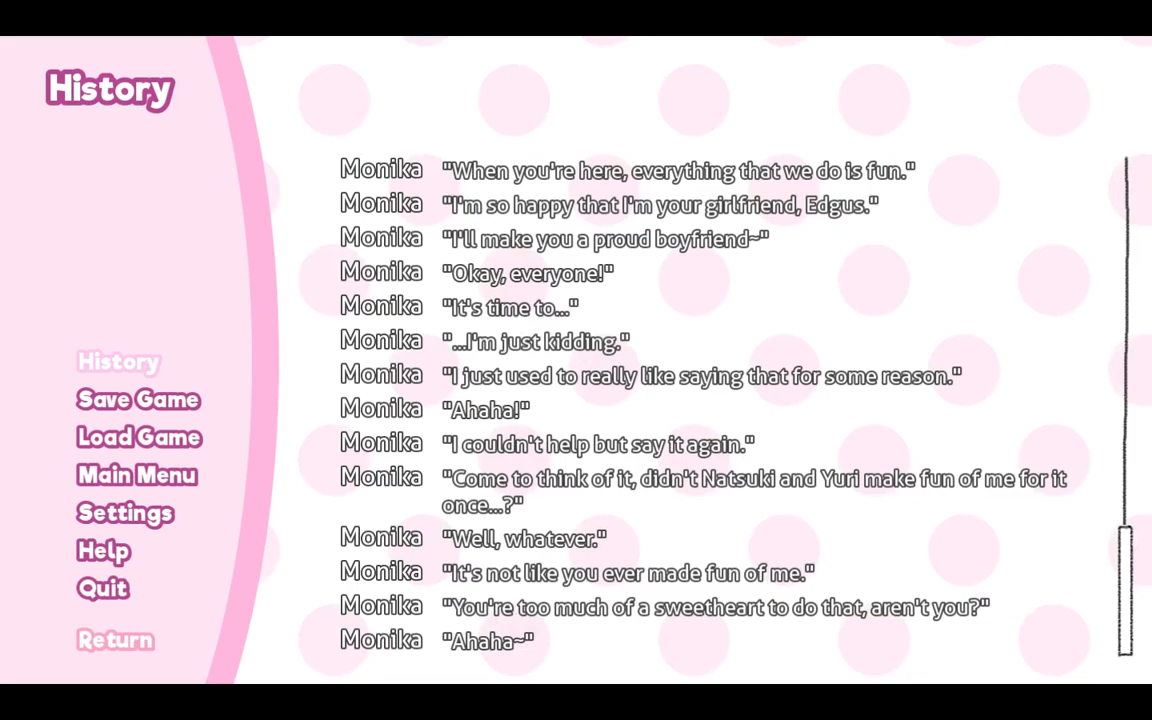 History
Monika "When you're here, everything that we do is fun."
Monika "I'm so happy that I'm your girlfriend, Edgus."
Monika "I'll make you a proud boyfriend~"
Monika "Okay, everyone!"
Monika "It's time to..."
Monika "...I'm just kidding."
Monika "I just used to really like saying that for some reason."
Monika "Ahaha!"
Monika "I couldn't help but say it again."
Monika "Come to think of it, didn't Natsuki and Yuri make fun of me for it
once...?"
Monika "Well, whatever."
Monika "It's not like you ever made fun of me."
Monika "You're too much of a sweetheart to do that, aren't you?"
Monika "Ahaha~"
History
Save Game
Load Game
Main Menu
Settings
Help
Quit
Return